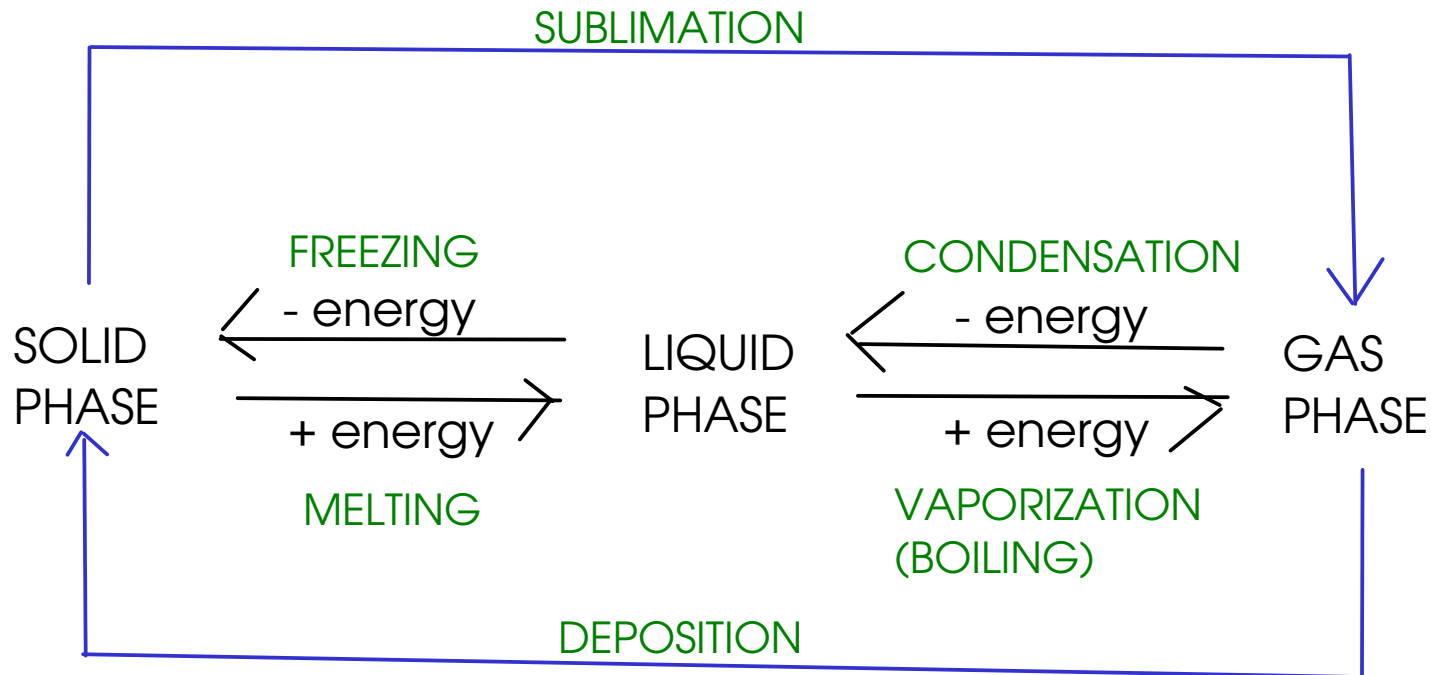 SUBLIMATION
FREEZING
- energy
CONDENSATION
- energy
SOLID
PHASE
LIQUID
PHASE
GAS
PHASE
+ energy
MELTING
+ energy
VAPORIZATION
(BOILING)
DEPOSITION